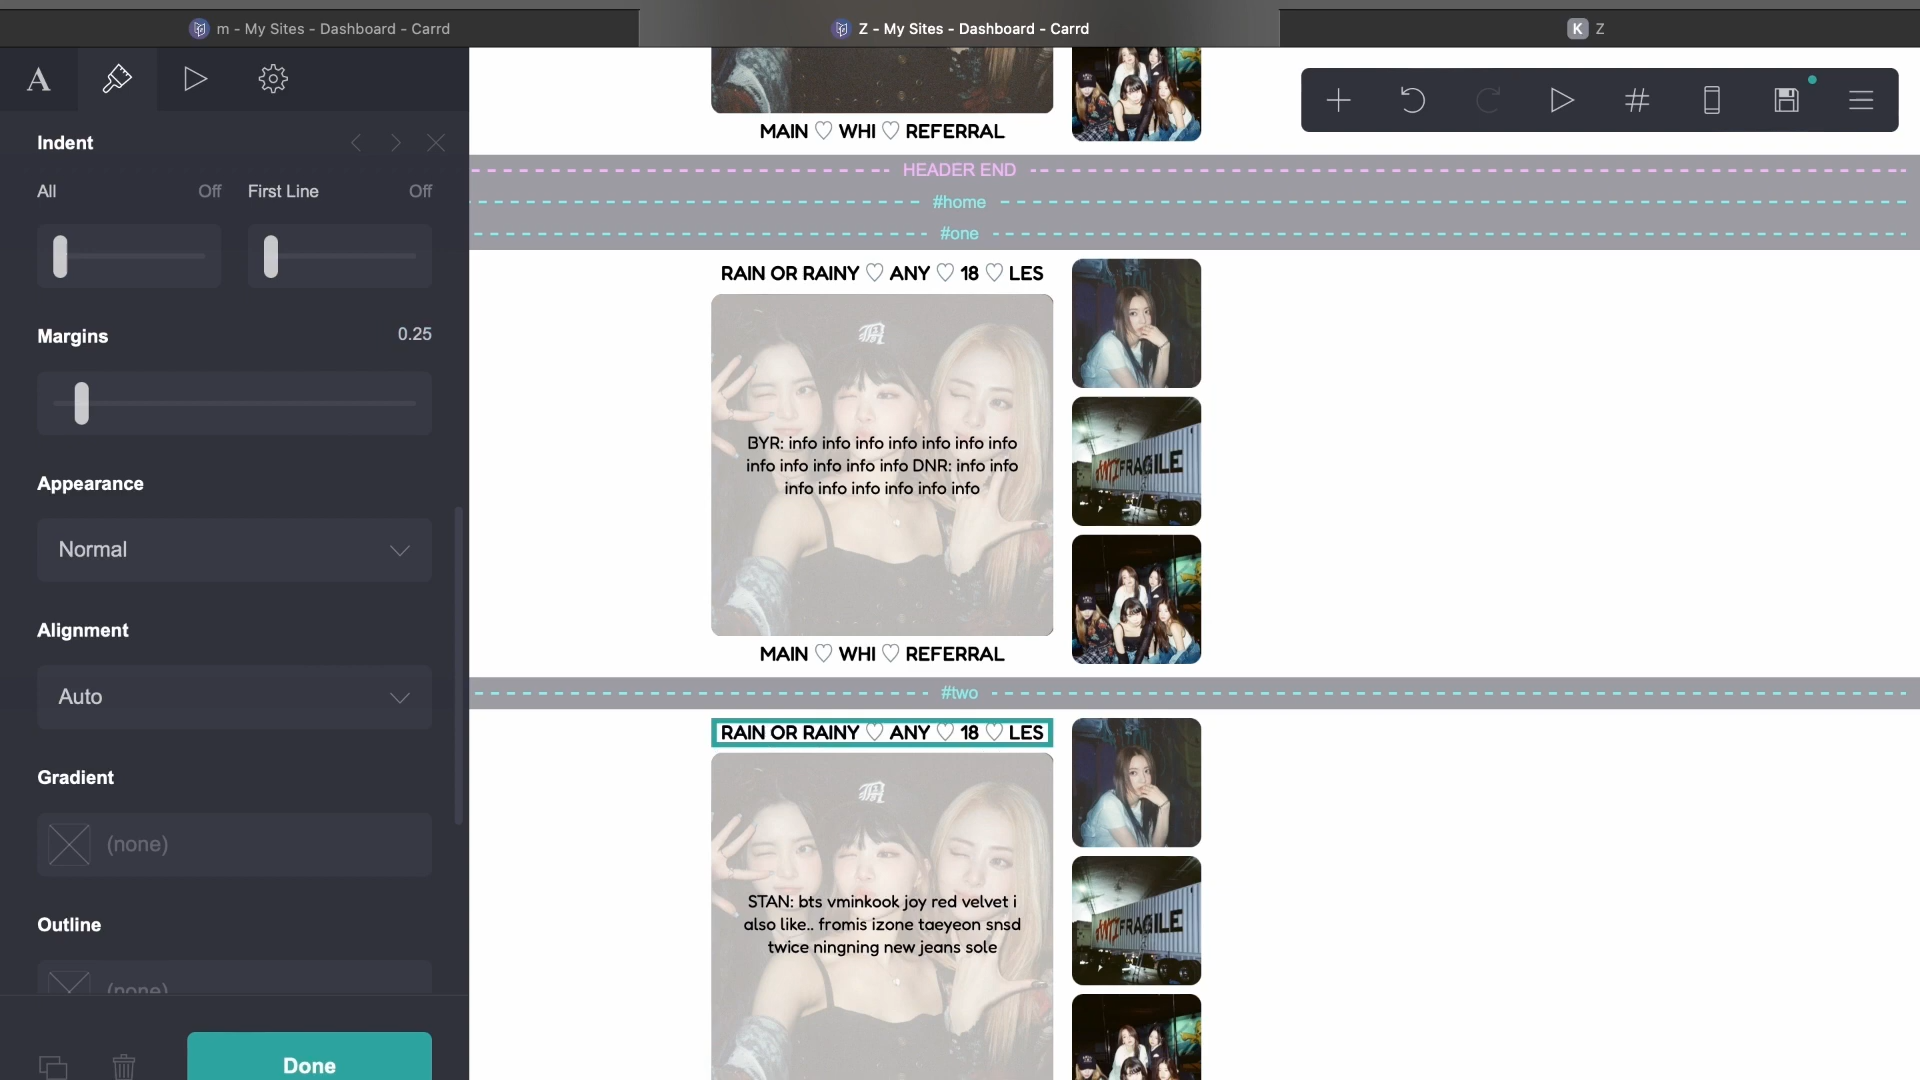 m - My Sites - Dashboard - Carrd
Z - My Sites - Dashboard - Carrd
K Z
A
Indent
All Off First Line Off
Margins 0.25
Appearance
Normal
Alignment
Auto
Gradient
(none)
Outline
(none)
Done
MAIN ♡ WHI ♡ REFERRAL
HEADER END
#home
#one
RAIN OR RAINY ♡ ANY ♡ 18 ♡ LES
BYR: info info info info info info info
info info info info info DNR: info info
info info info info info info
ANTIFRAGILE
MAIN ♡ WHI ♡ REFERRAL
#two
RAIN OR RAINY ♡ ANY ♡ 18 ♡ LES
STAN: bts vminkook joy red velvet i
also like.. fromis izone taeyeon snsd
twice ningning new jeans sole
ANTIFRAGILE